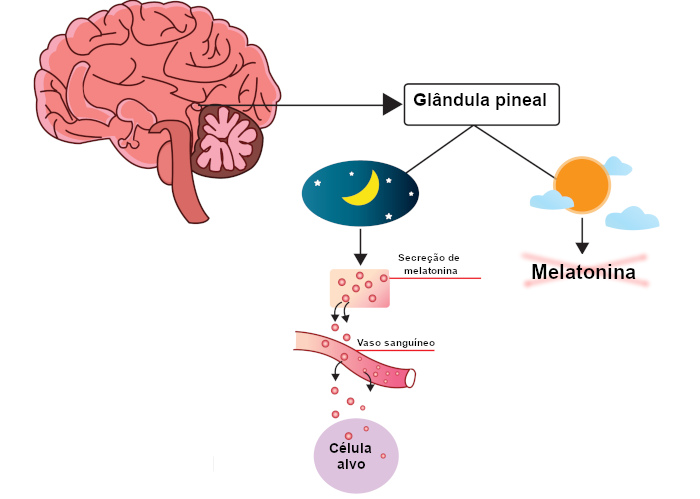 Glândula pineal
Secreção de
melatonina
Melatonina
Vaso sanguíneo
Célula
alvo